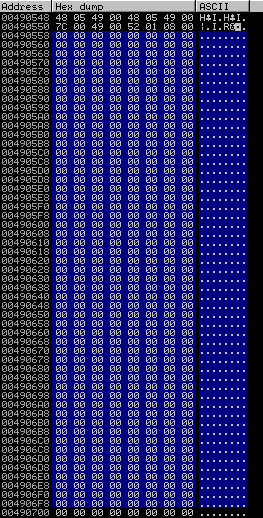 Address Hex dump ASCII
00490548 48 05 49 00 48 05 49 00 H♣I.H♣I.
00490550 7C 00 49 00 52 01 08 00 |.I.R☺◘.
00490558 00 00 00 00 00 00 00 00 ........
00490560 00 00 00 00 00 00 00 00 ........
00490568 00 00 00 00 00 00 00 00 ........
00490570 00 00 00 00 00 00 00 00 ........
00490578 00 00 00 00 00 00 00 00 ........
00490580 00 00 00 00 00 00 00 00 ........
00490588 00 00 00 00 00 00 00 00 ........
00490590 00 00 00 00 00 00 00 00 ........
00490598 00 00 00 00 00 00 00 00 ........
004905A0 00 00 00 00 00 00 00 00 ........
004905A8 00 00 00 00 00 00 00 00 ........
004905B0 00 00 00 00 00 00 00 00 ........
004905B8 00 00 00 00 00 00 00 00 ........
004905C0 00 00 00 00 00 00 00 00 ........
004905C8 00 00 00 00 00 00 00 00 ........
004905D0 00 00 00 00 00 00 00 00 ........
004905D8 00 00 00 00 00 00 00 00 ........
004905E0 00 00 00 00 00 00 00 00 ........
004905E8 00 00 00 00 00 00 00 00 ........
004905F0 00 00 00 00 00 00 00 00 ........
004905F8 00 00 00 00 00 00 00 00 ........
00490600 00 00 00 00 00 00 00 00 ........
00490608 00 00 00 00 00 00 00 00 ........
00490610 00 00 00 00 00 00 00 00 ........
00490618 00 00 00 00 00 00 00 00 ........
00490620 00 00 00 00 00 00 00 00 ........
00490628 00 00 00 00 00 00 00 00 ........
00490630 00 00 00 00 00 00 00 00 ........
00490638 00 00 00 00 00 00 00 00 ........
00490640 00 00 00 00 00 00 00 00 ........
00490648 00 00 00 00 00 00 00 00 ........
00490650 00 00 00 00 00 00 00 00 ........
00490658 00 00 00 00 00 00 00 00 ........
00490660 00 00 00 00 00 00 00 00 ........
00490668 00 00 00 00 00 00 00 00 ........
00490670 00 00 00 00 00 00 00 00 ........
00490678 00 00 00 00 00 00 00 00 ........
00490680 00 00 00 00 00 00 00 00 ........
00490688 00 00 00 00 00 00 00 00 ........
00490690 00 00 00 00 00 00 00 00 ........
00490698 00 00 00 00 00 00 00 00 ........
004906A0 00 00 00 00 00 00 00 00 ........
004906A8 00 00 00 00 00 00 00 00 ........
004906B0 00 00 00 00 00 00 00 00 ........
004906B8 00 00 00 00 00 00 00 00 ........
004906C0 00 00 00 00 00 00 00 00 ........
004906C8 00 00 00 00 00 00 00 00 ........
004906D0 00 00 00 00 00 00 00 00 ........
004906D8 00 00 00 00 00 00 00 00 ........
004906E0 00 00 00 00 00 00 00 00 ........
004906E8 00 00 00 00 00 00 00 00 ........
004906F0 00 00 00 00 00 00 00 00 ........
004906F8 00 00 00 00 00 00 00 00 ........
00490700 00 00 00 00 00 00 00 00 ........